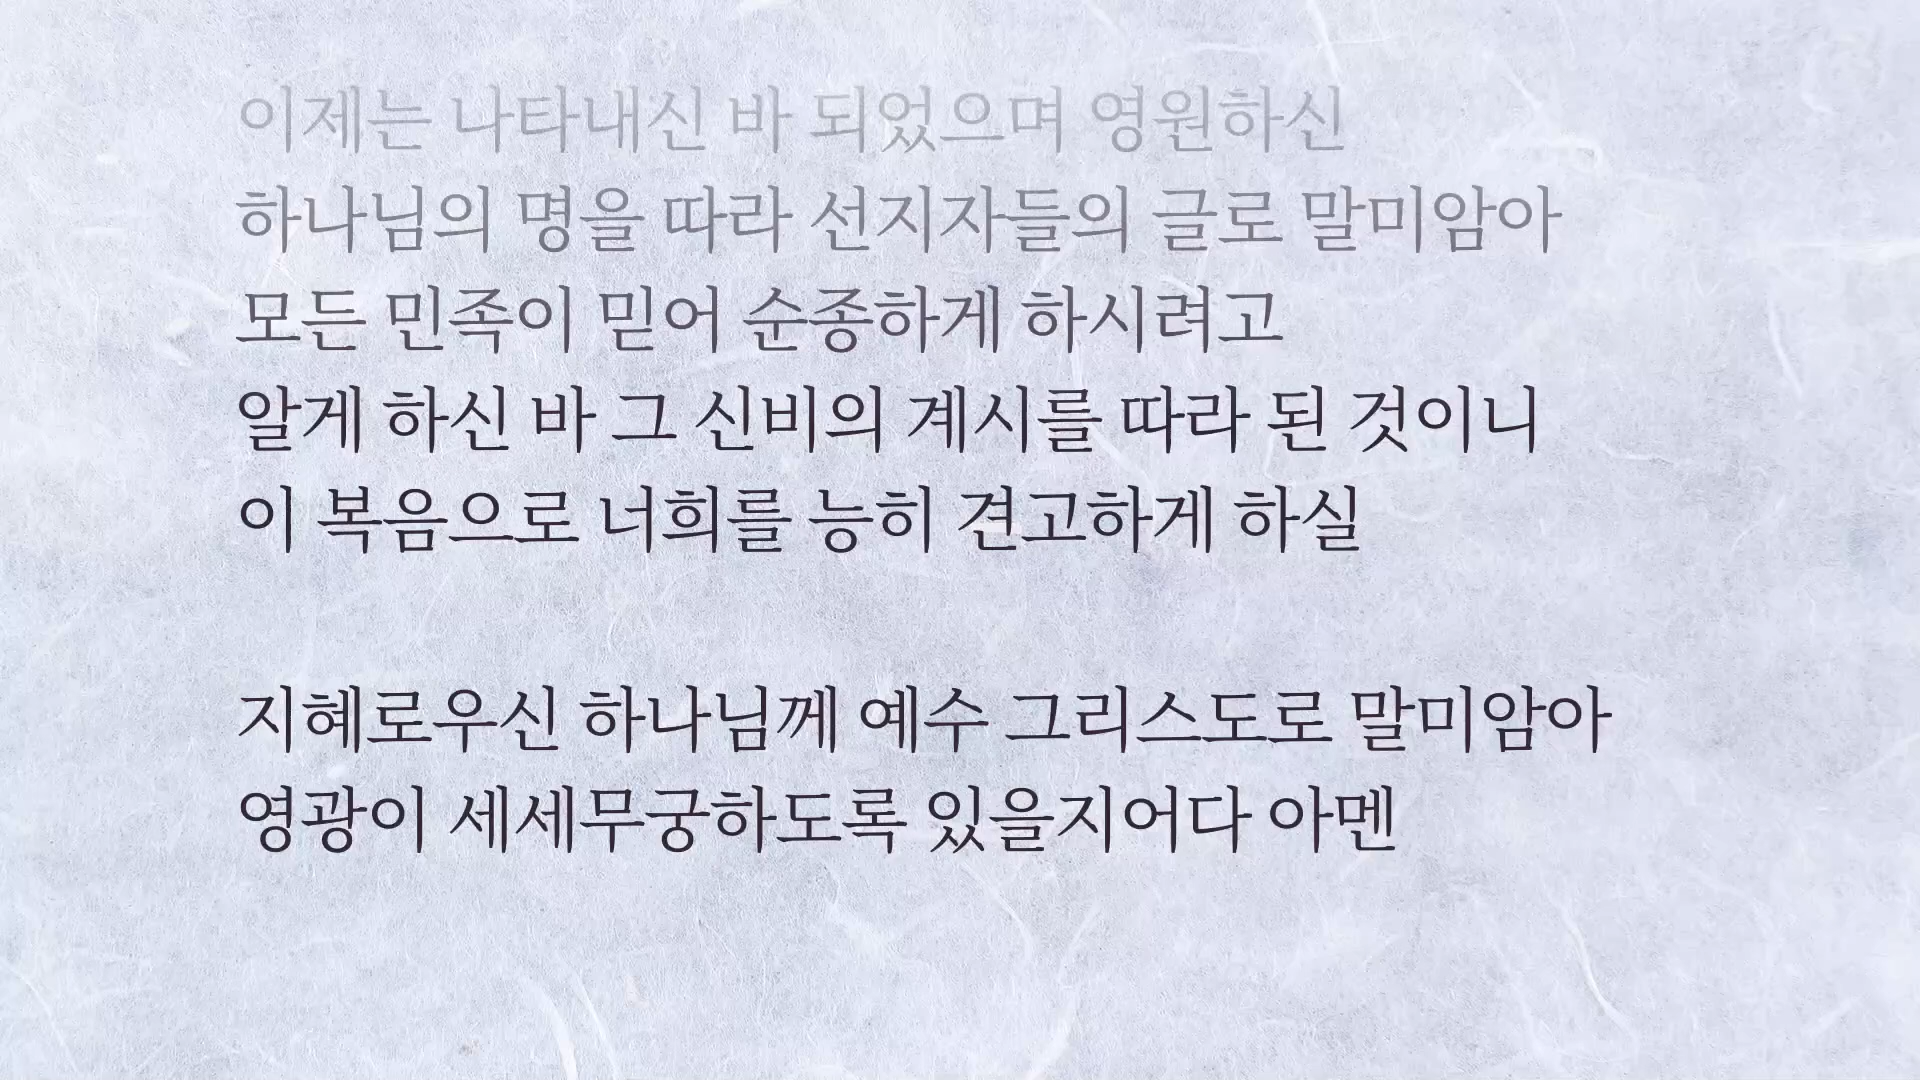 이제는 나타내신 바 되었으며 영원하신
하나님의 명을 따라 선지자들의 글로 말미암아
모든 민족이 믿어 순종하게 하시려고
알게 하신 바 그 신비의 계시를 따라 된 것이니
이 복음으로 너희를 능히 견고하게 하실
지혜로우신 하나님께 예수 그리스도로 말미암아
영광이 세세무궁하도록 있을지어다 아멘